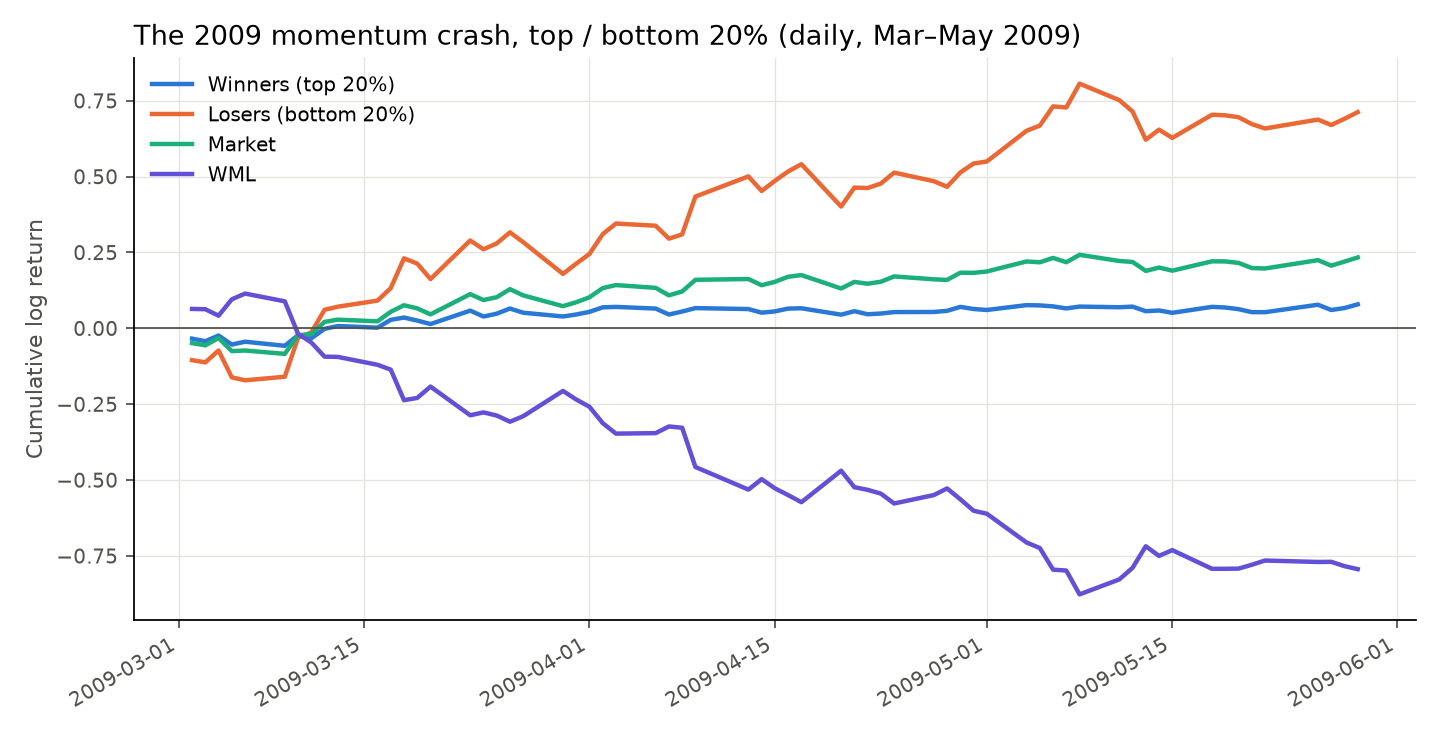 The 2009 momentum crash, top / bottom 20% (daily, Mar–May 2009)
Winners (top 20%)
Losers (bottom 20%)
Market
WML
Cumulative log return
0.75
0.50
0.25
0.00
−0.25
−0.50
−0.75
2009-03-01
2009-03-15
2009-04-01
2009-04-15
2009-05-01
2009-05-15
2009-06-01